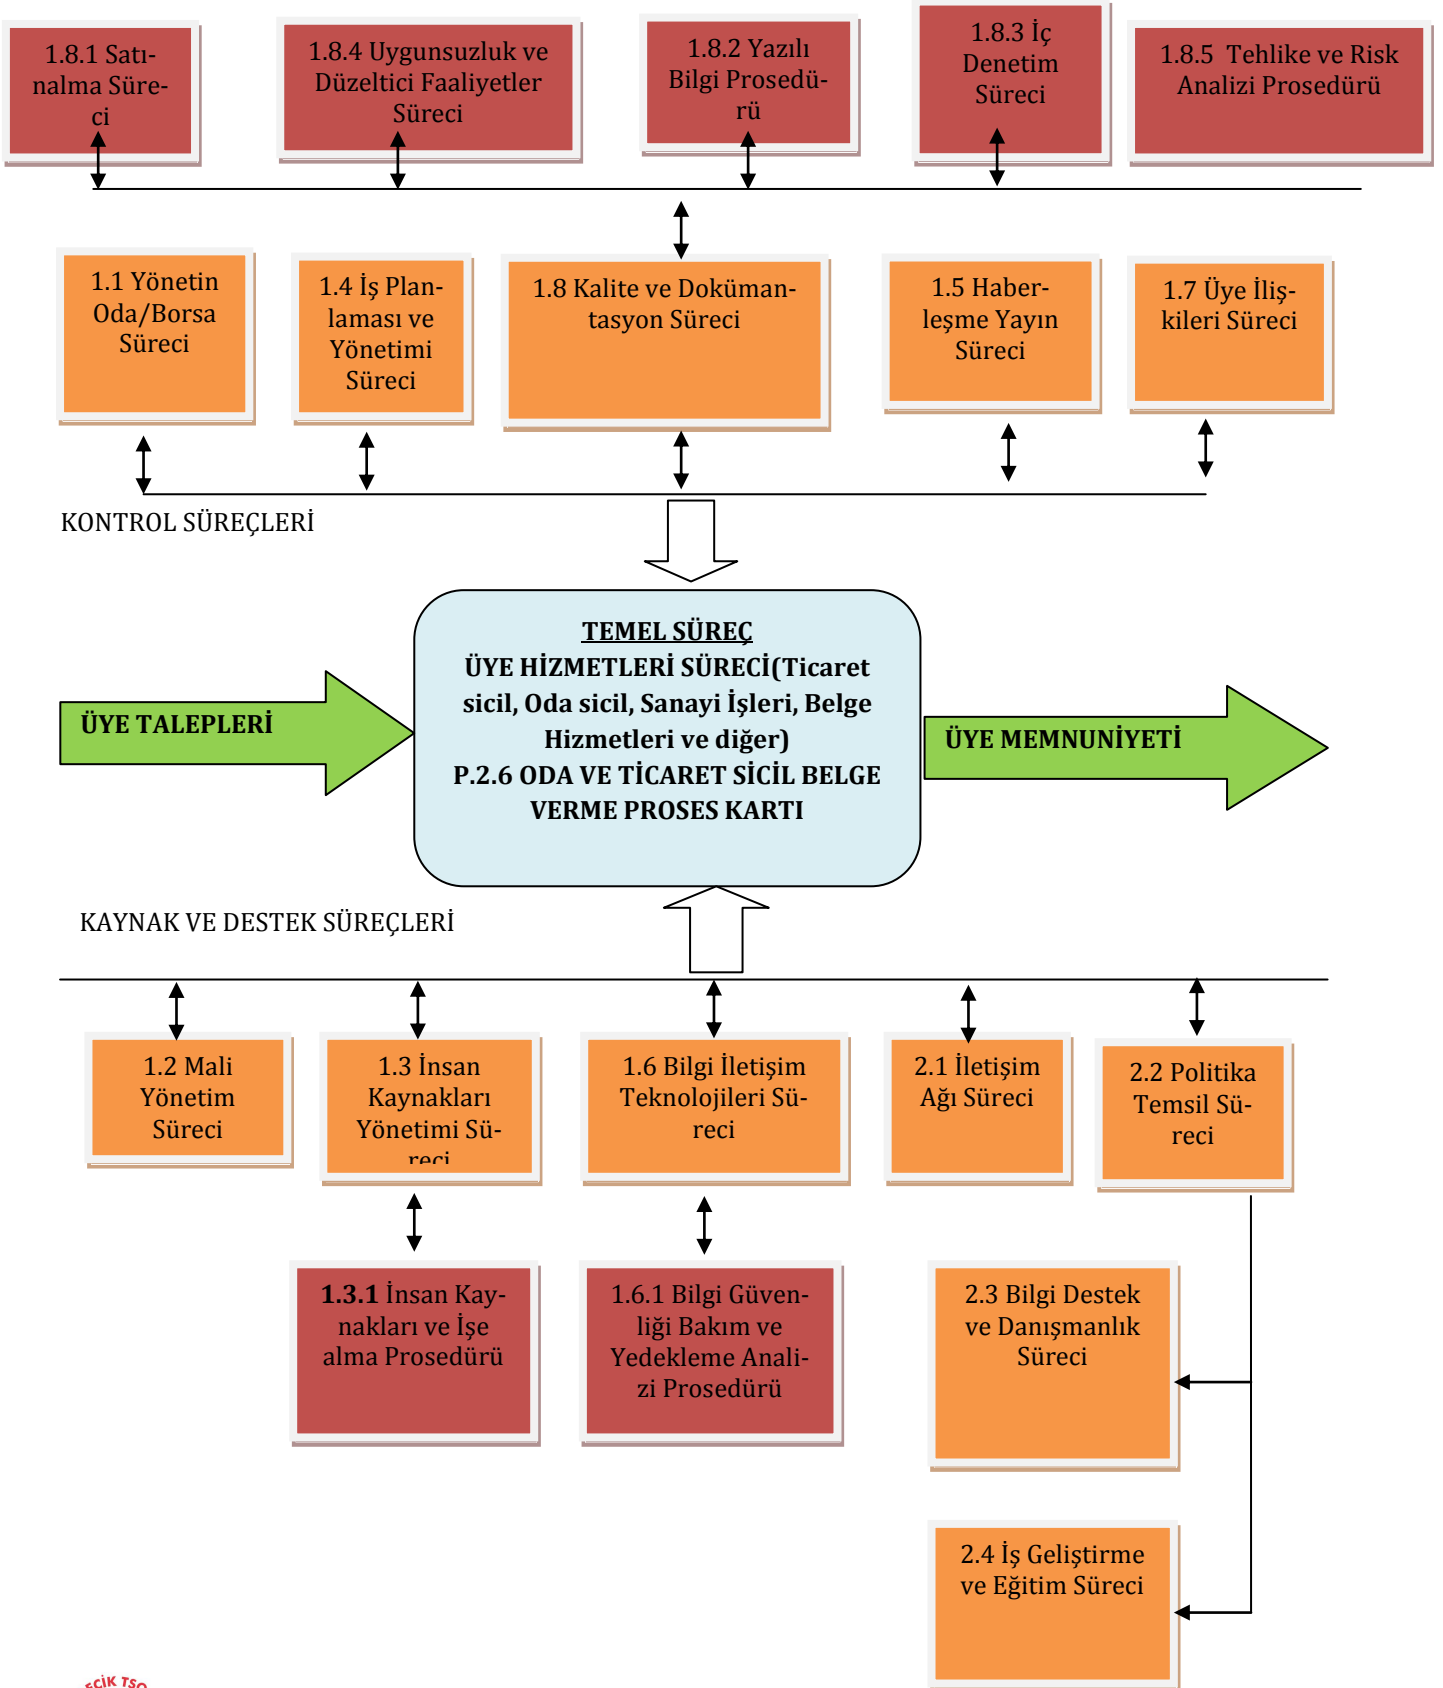 1.8.1 Satı-
nalma Süre-
ci
1.8.4 Uygunsuzluk ve
Düzeltici Faaliyetler
Süreci
1.8.2 Yazılı
Bilgi Prosedü-
rü
1.8.3 İç
Denetim
Süreci
1.8.5 Tehlike ve Risk
Analizi Prosedürü
1.1 Yönetin
Oda/Borsa
Süreci
1.4 İş Plan-
laması ve
Yönetimi
Süreci
1.8 Kalite ve Doküman-
tasyon Süreci
1.5 Haber-
leşme Yayın
Süreci
1.7 Üye İliş-
kileri Süreci
KONTROL SÜREÇLERİ
TEMEL SÜREÇ
ÜYE HİZMETLERİ SÜRECİ(Ticaret
sicil, Oda sicil, Sanayi İşleri, Belge
Hizmetleri ve diğer)
P.2.6 ODA VE TİCARET SİCİL BELGE
VERME PROSES KARTI
ÜYE TALEPLERİ
ÜYE MEMNUNİYETİ
KAYNAK VE DESTEK SÜREÇLERİ
1.2 Mali
Yönetim
Süreci
1.3 İnsan
Kaynakları
Yönetimi Sü-
reci
1.6 Bilgi İletişim
Teknolojileri Sü-
reci
2.1 İletişim
Ağı Süreci
2.2 Politika
Temsil Sü-
reci
1.3.1 İnsan Kay-
nakları ve İşe
alma Prosedürü
1.6.1 Bilgi Güven-
liği Bakım ve
Yedekleme Anali-
zi Prosedürü
2.3 Bilgi Destek
ve Danışmanlık
Süreci
2.4 İş Geliştirme
ve Eğitim Süreci
ECİK TSO